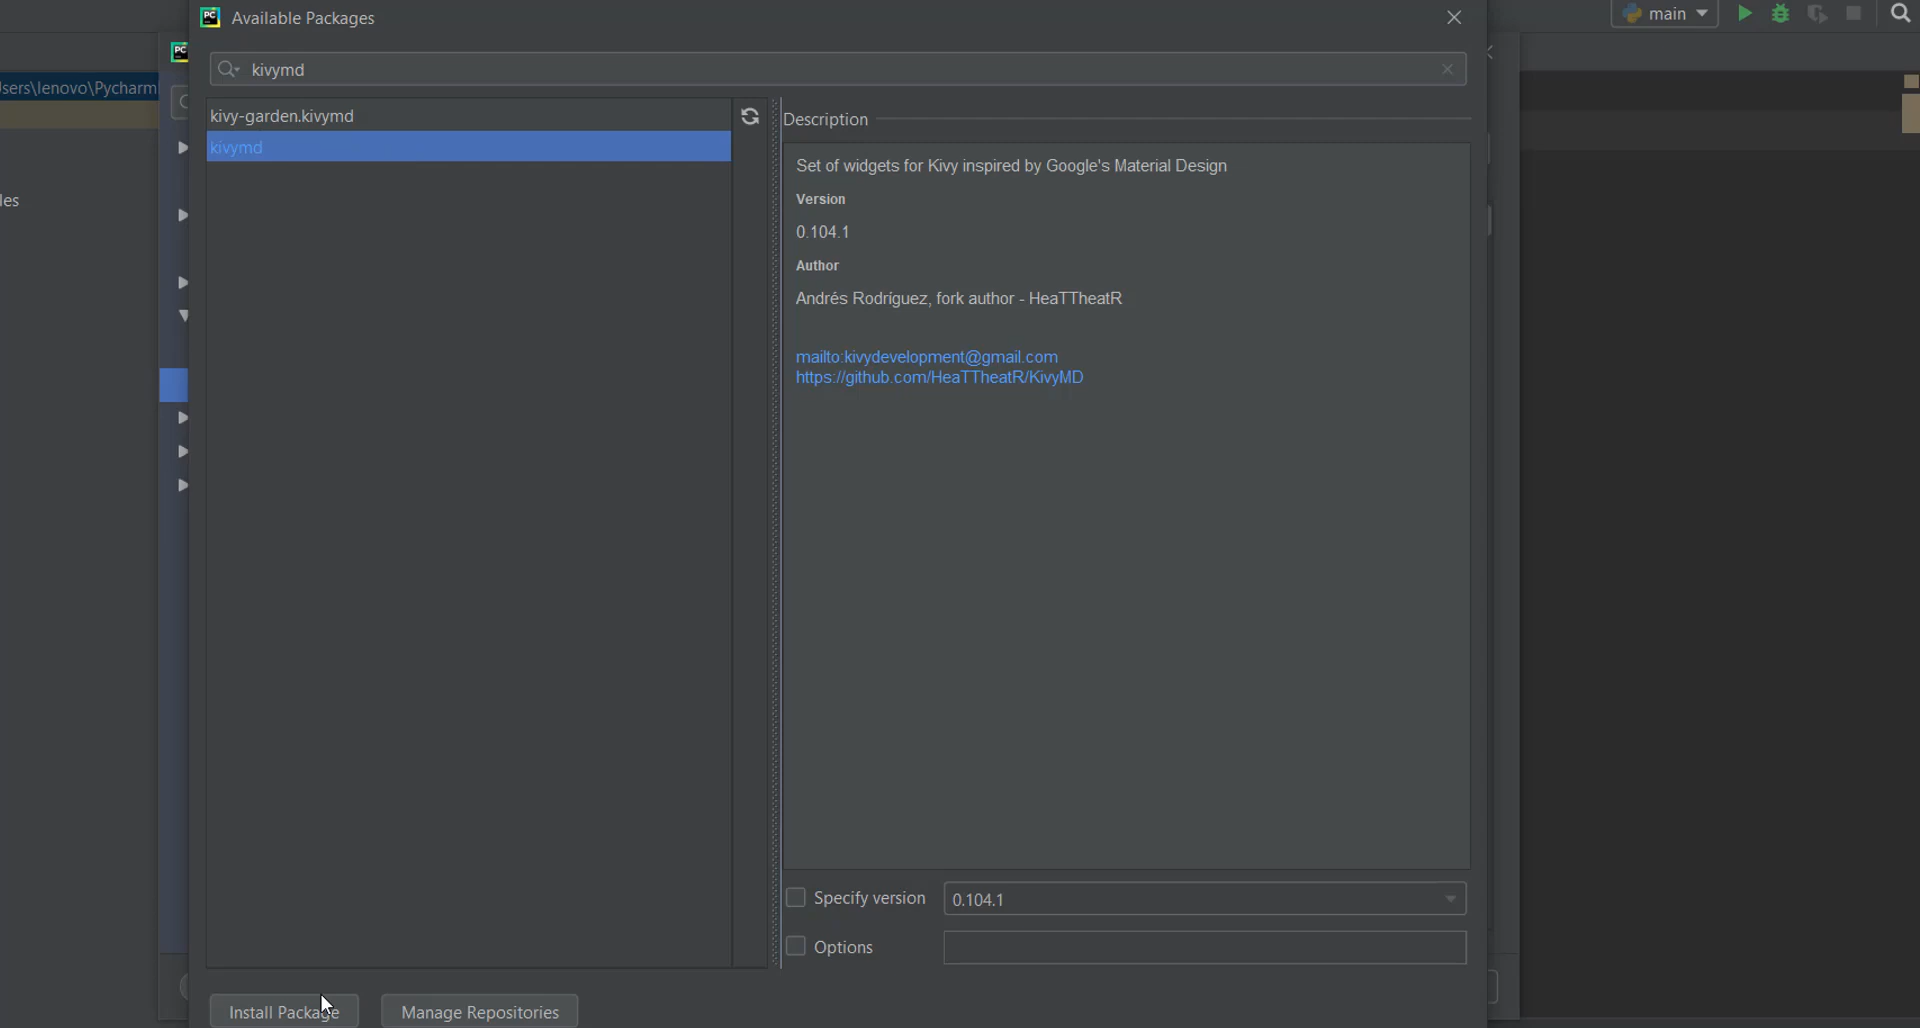 Available Packages
main
kivymd
sers\lenovo\Pycharm
kivy-garden.kivymd
kivymd
les
Description
Set of widgets for Kivy inspired by Google's Material Design
Version
0.104.1
Author
Andrés Rodríguez, fork author - HeaTTheatR
mailto:kivydevelopment@gmail.com
https://github.com/HeaTTheatR/KivyMD
Specify version
0.104.1
Options
Install Package
Manage Repositories